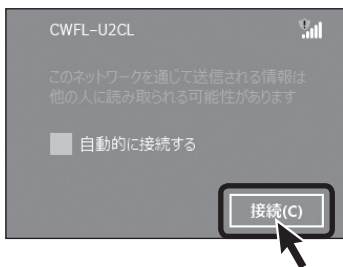 CWFL-U2CL
このネットワークを通じて送信される情報は
他の人に読み取られる可能性があります
自動的に接続する
接続(C)